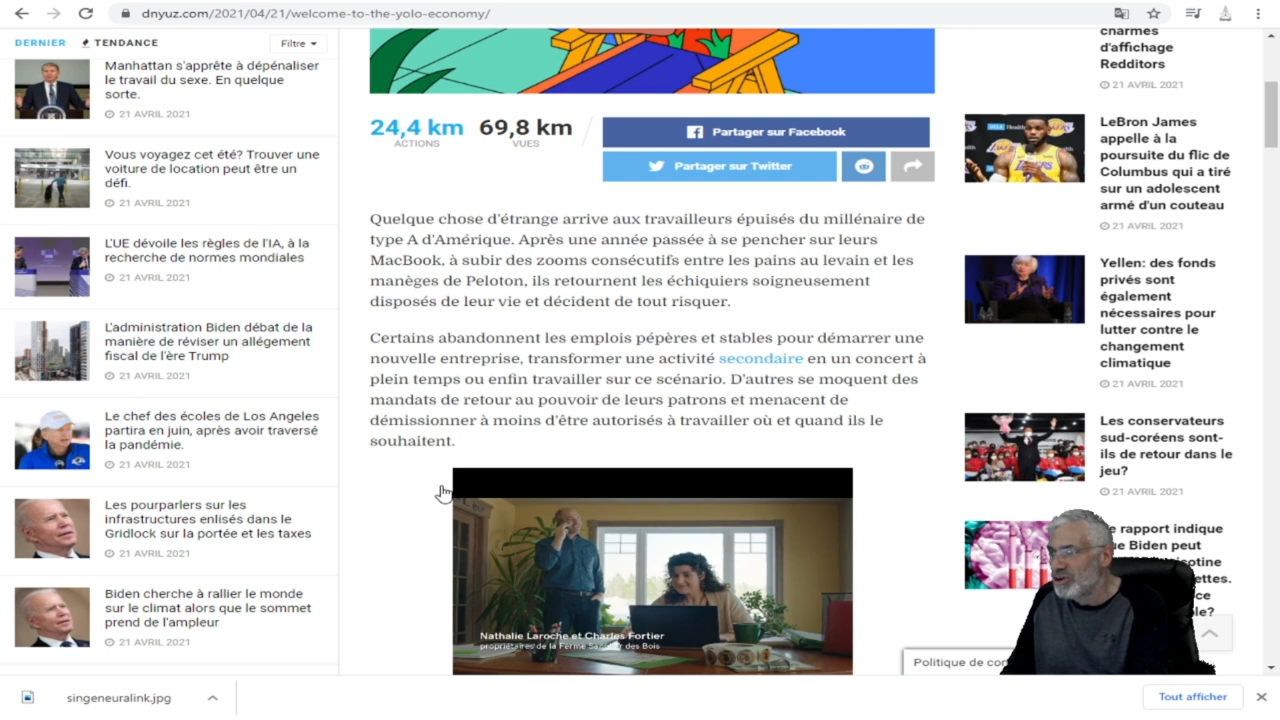 dnyuz.com/2021/04/21/welcome-to-the-yolo-economy/
DERNIER
TENDANCE
Filtre
Manhattan s'apprête à dépénaliser
le travail du sexe. En quelque
sorte.
21 AVRIL 2021
Vous voyagez cet été? Trouver une
voiture de location peut être un
défi.
21 AVRIL 2021
L'UE dévoile les règles de l'IA, à la
recherche de normes mondiales
21 AVRIL 2021
L'administration Biden débat de la
manière de réviser un allégement
fiscal de l'ère Trump
21 AVRIL 2021
Le chef des écoles de Los Angeles
partira en juin, après avoir traversé
la pandémie.
21 AVRIL 2021
Les pourparlers sur les
infrastructures enlisés dans le
Gridlock sur la portée et les taxes
21 AVRIL 2021
Biden cherche à rallier le monde
sur le climat alors que le sommet
prend de l'ampleur
21 AVRIL 2021
24,4 km
ACTIONS
69,8 km
VUES
Partager sur Facebook
Partager sur Twitter
Quelque chose d'étrange arrive aux travailleurs épuisés du millénaire de
type A d'Amérique. Après une année passée à se pencher sur leurs
MacBook, à subir des zooms consécutifs entre les pains au levain et les
manèges de Peloton, ils retournent les échiquiers soigneusement
disposés de leur vie et décident de tout risquer.
Certains abandonnent les emplois pépères et stables pour démarrer une
nouvelle entreprise, transformer une activité secondaire en un concert à
plein temps ou enfin travailler sur ce scénario. D'autres se moquent des
mandats de retour au pouvoir de leurs patrons et menacent de
démissionner à moins d'être autorisés à travailler où et quand ils le
souhaitent.
Nathalie Laroche et Charles Fortier
propriétaires de la Ferme des Bois
charmes
d'affichage
Redditors
21 AVRIL 2021
LeBron James
appelle à la
poursuite du flic de
Columbus qui a tiré
sur un adolescent
armé d'un couteau
21 AVRIL 2021
Yellen: des fonds
privés sont
également
nécessaires pour
lutter contre le
changement
climatique
21 AVRIL 2021
Les conservateurs
sud-coréens sont-
ils de retour dans le
jeu?
21 AVRIL 2021
rapport indique
que Biden peut
Politique de
singeneuralink.jpg
Tout afficher